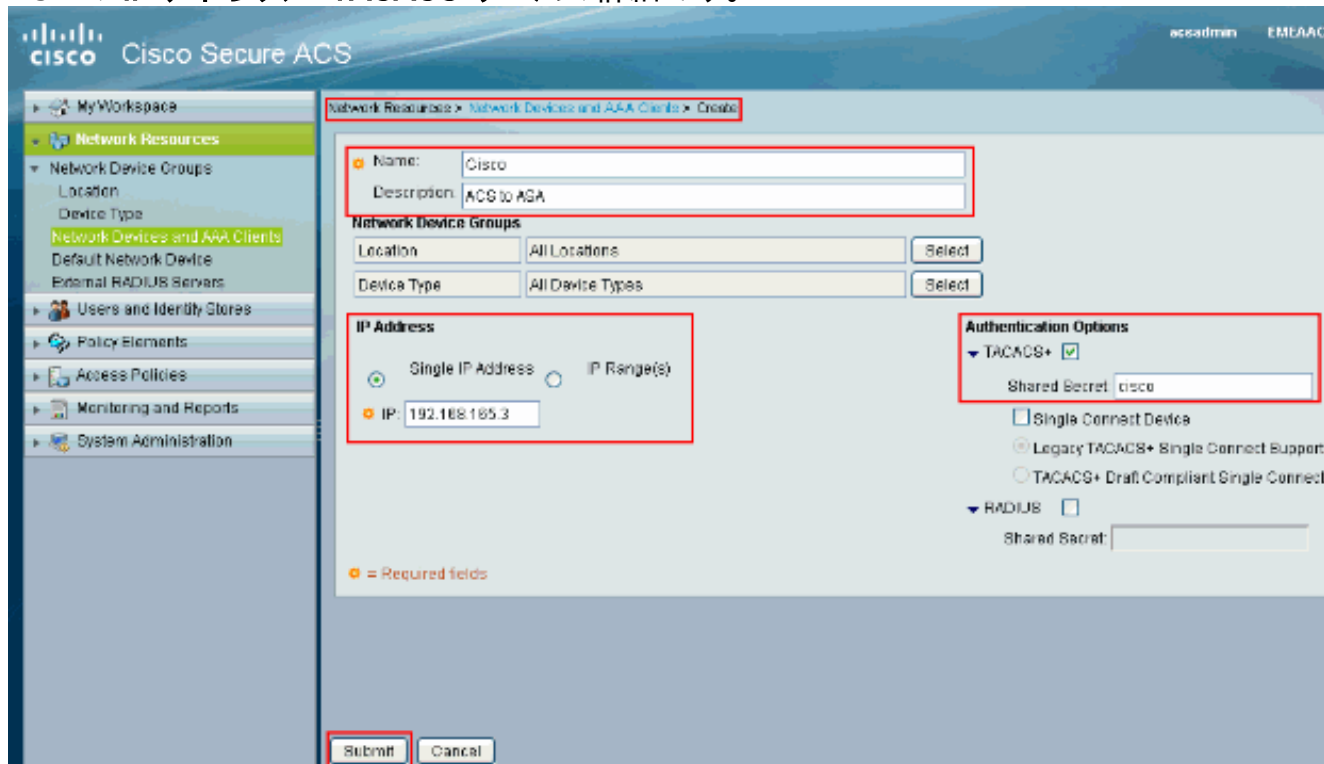 cisco Cisco Secure ACS
acsadmin EMEAAC
My Workspace
Network Resources
Network Device Groups
Location
Device Type
Network Devices and AAA Clients
Default Network Device
External RADIUS Servers
Users and Identity Stores
Policy Elements
Access Policies
Monitoring and Reports
System Administration
Network Resources > Network Devices and AAA Clients > Create
Name: Cisco
Description: ACS to ASA
Network Device Groups
Location All Locations Select
Device Type All Device Types Select
IP Address
Single IP Address IP Range(s)
IP: 192.168.165.3
Authentication Options
TACACS+
Shared Secret: cisco
Single Connect Device
Legacy TACACS+ Single Connect Support
TACACS+ Draft Compliant Single Connect
RADIUS
Shared Secret:
= Required fields
Submit Cancel